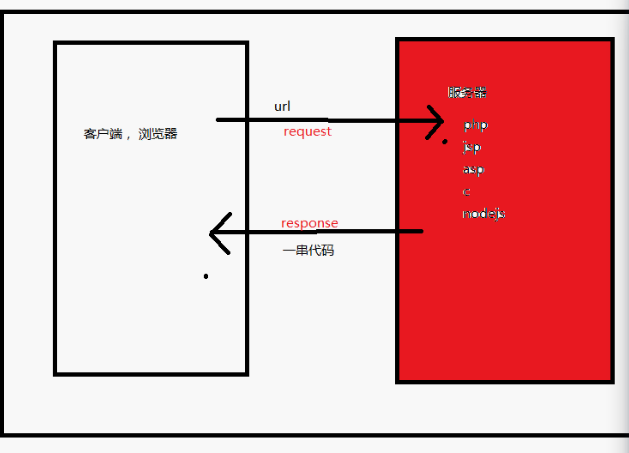 客户端，浏览器
url
request
response
一串代码
服务器
php
jsp
asp
c
nodejs